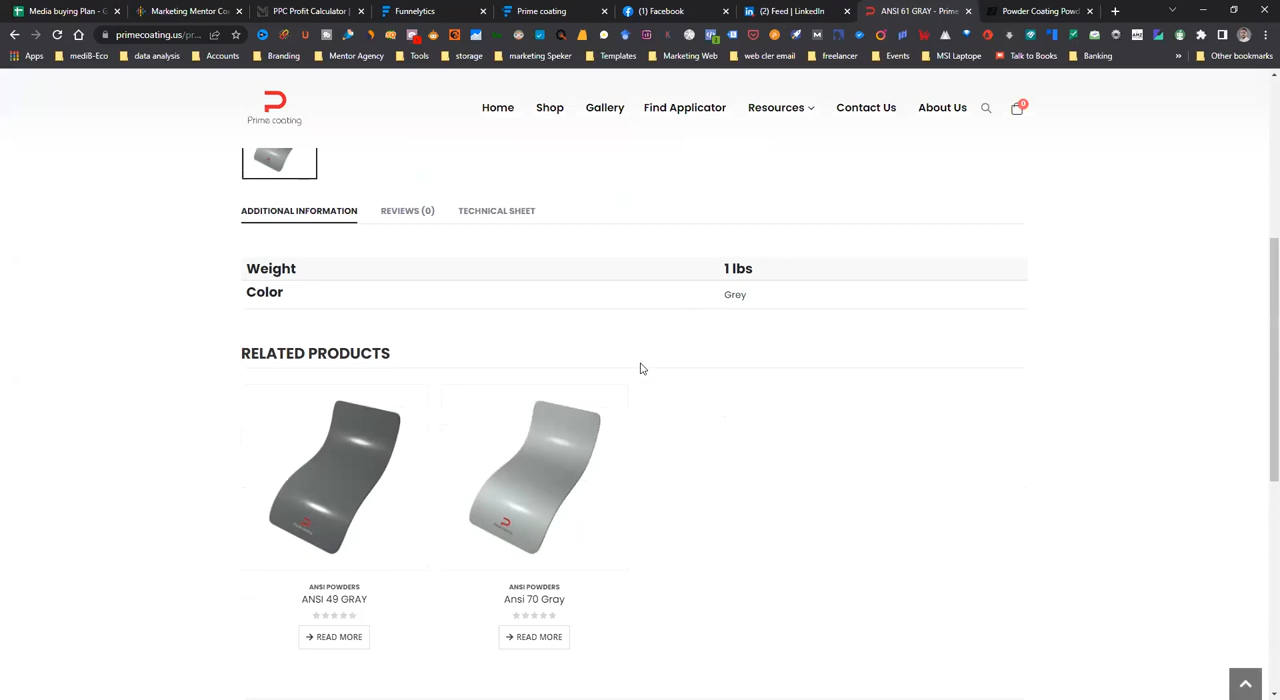 Media buying Plan - G
Marketing Mentor Co
PPC Profit Calculator |
Funnelytics
Prime coating
(1) Facebook
(2) Feed | LinkedIn
ANSI 61 GRAY - Prime
Powder Coating Powd
primecoating.us/pr...
Apps
medi8-Eco
data analysis
Accounts
Branding
Mentor Agency
Tools
storage
marketing Speker
Templates
Marketing Web
web cler email
freelancer
Events
MSI Laptope
Talk to Books
Banking
»
Other bookmarks
Prime coating
Home
Shop
Gallery
Find Applicator
Resources
Contact Us
About Us
0
ADDITIONAL INFORMATION
REVIEWS (0)
TECHNICAL SHEET
Weight 1 lbs
Color Grey
RELATED PRODUCTS
ANSI POWDERS
ANSI 49 GRAY
READ MORE
ANSI POWDERS
Ansi 70 Gray
READ MORE